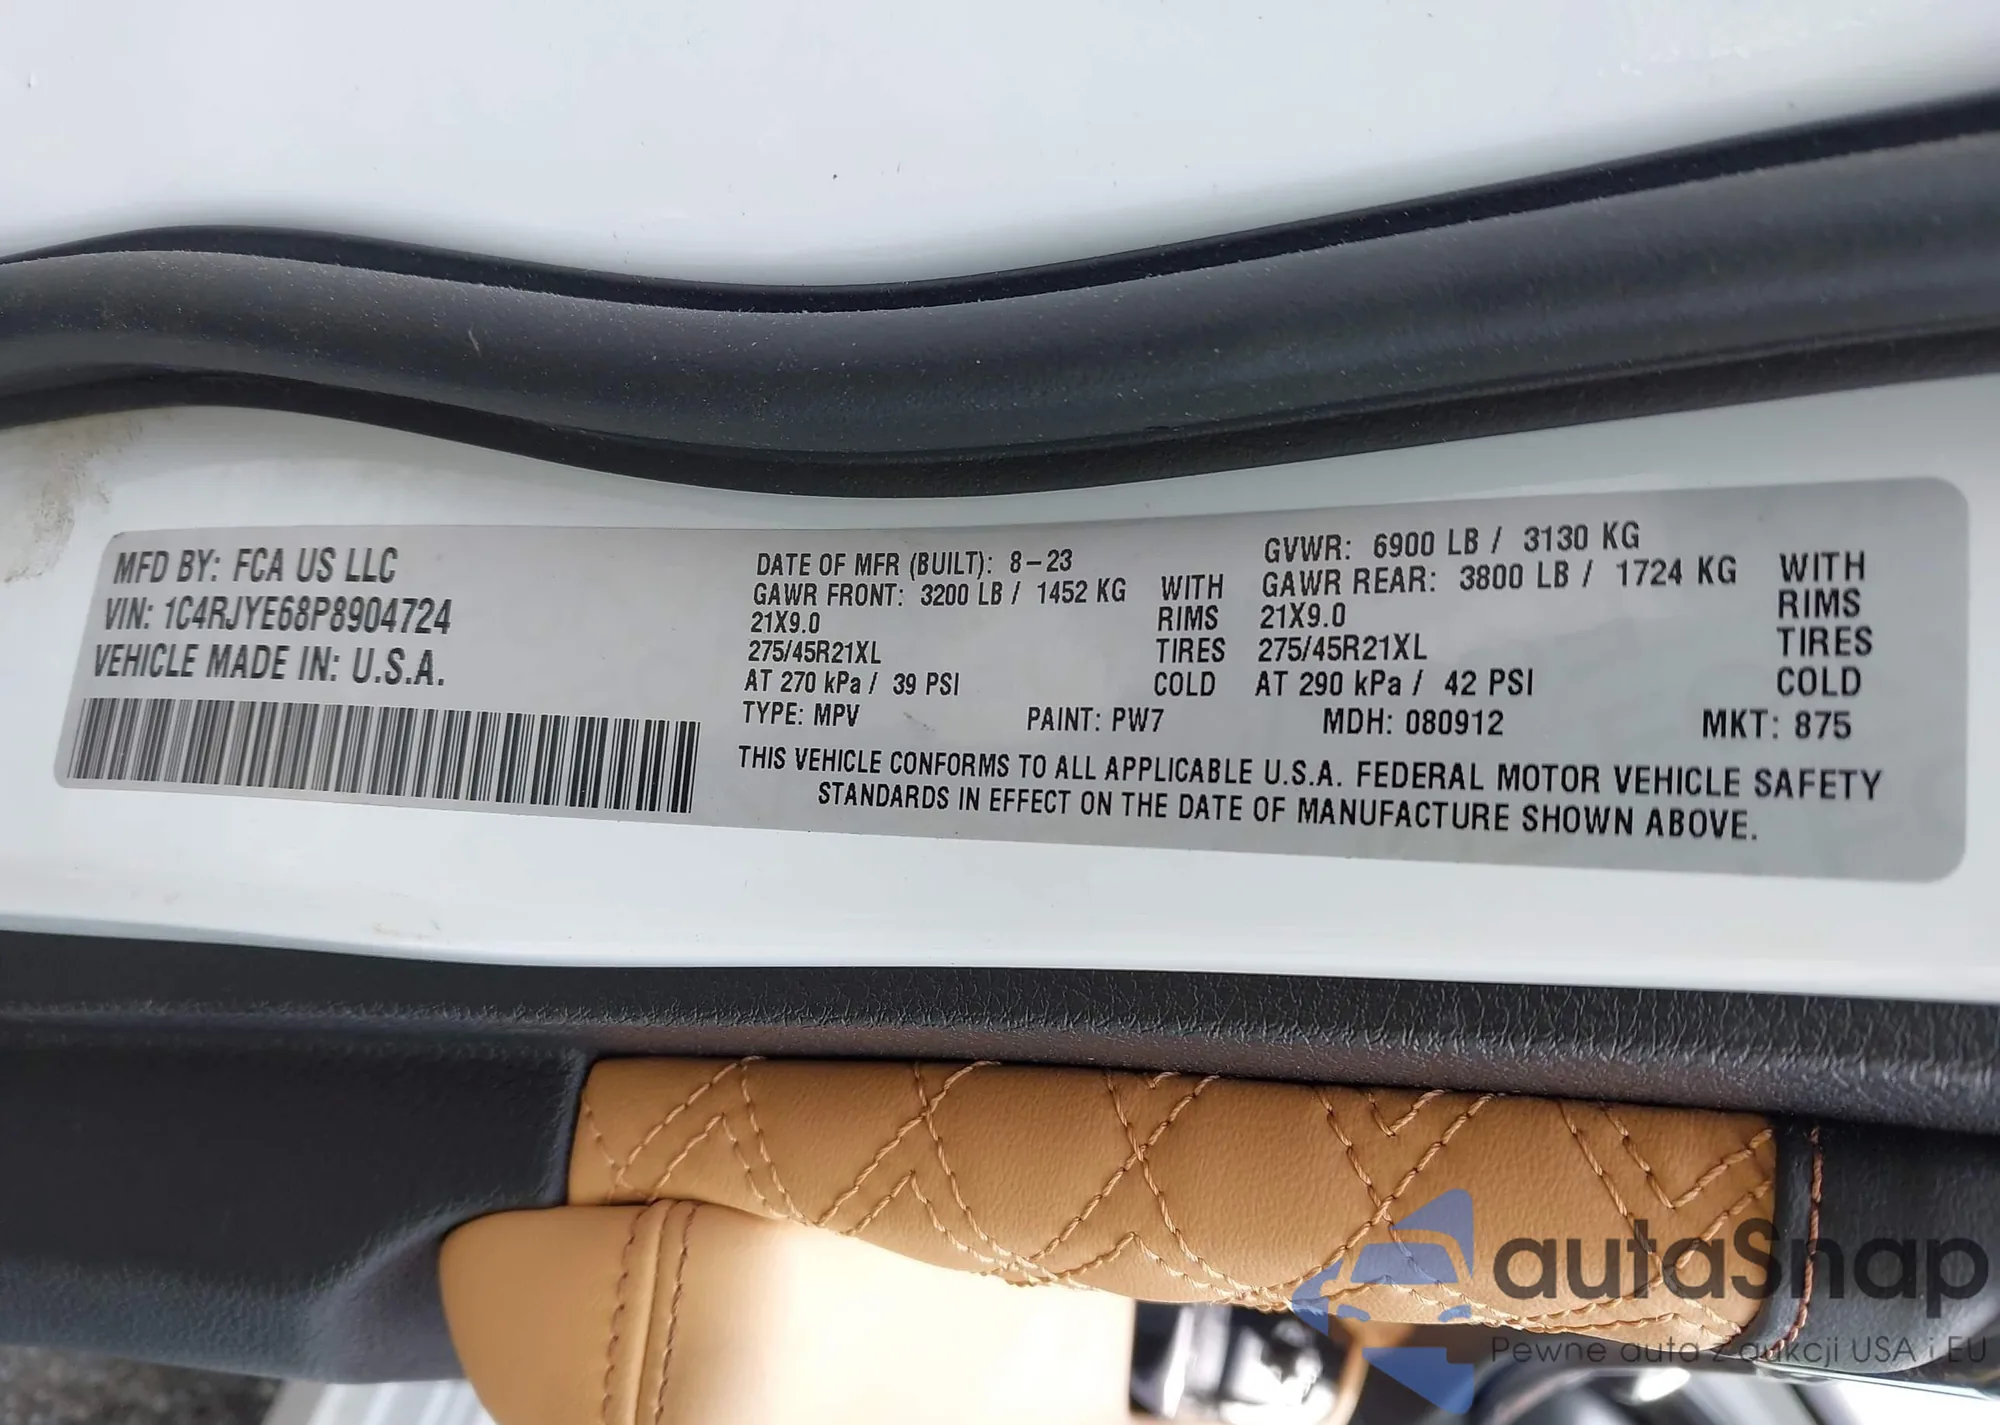 MFD BY: FCA US LLC
VIN: 1C4RJYE68P8904724
VEHICLE MADE IN: U.S.A.
DATE OF MFR (BUILT): 8-23
GVWR: 6900 LB / 3130 KG
GAWR FRONT: 3200 LB / 1452 KG WITH
21X9.0 RIMS
275/45R21XL TIRES
AT 270 kPa / 39 PSI COLD
GAWR REAR: 3800 LB / 1724 KG WITH
21X9.0 RIMS
275/45R21XL TIRES
AT 290 kPa / 42 PSI COLD
TYPE: MPV PAINT: PW7 MDH: 080912 MKT: 875
THIS VEHICLE CONFORMS TO ALL APPLICABLE U.S.A. FEDERAL MOTOR VEHICLE SAFETY
STANDARDS IN EFFECT ON THE DATE OF MANUFACTURE SHOWN ABOVE.
autaSnap
Pewne auta z aukcji USA i EU